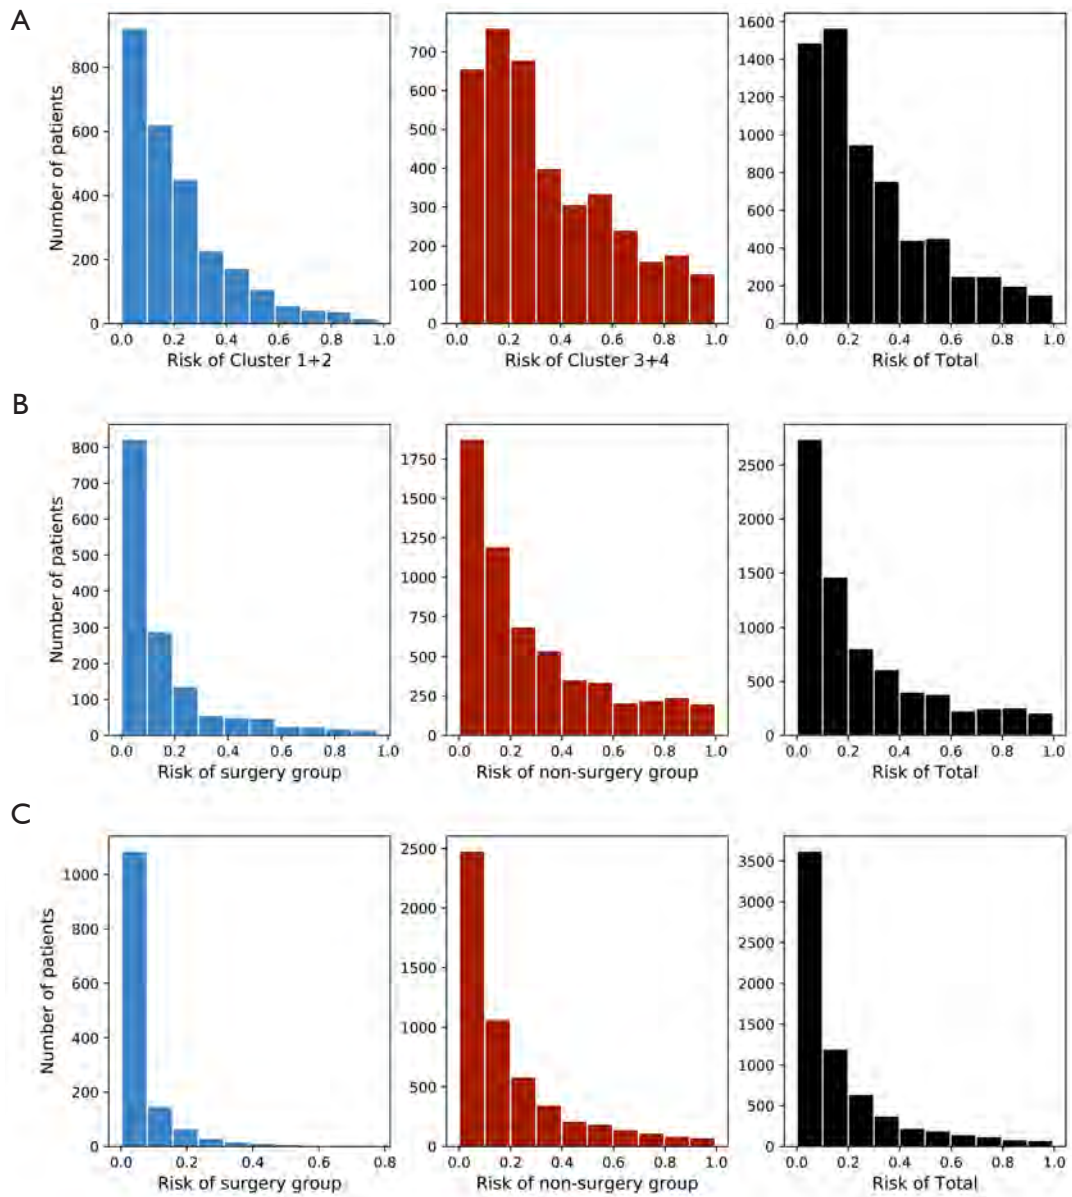 A
Number of patients
800
600
400
200
0
0.0 0.2 0.4 0.6 0.8 1.0
Risk of Cluster 1+2
700
600
500
400
300
200
100
0
0.0 0.2 0.4 0.6 0.8 1.0
Risk of Cluster 3+4
1600
1400
1200
1000
800
600
400
200
0
0.0 0.2 0.4 0.6 0.8 1.0
Risk of Total
B
Number of patients
800
700
600
500
400
300
200
100
0
0.0 0.2 0.4 0.6 0.8 1.0
Risk of surgery group
1750
1500
1250
1000
750
500
250
0
0.0 0.2 0.4 0.6 0.8 1.0
Risk of non-surgery group
2500
2000
1500
1000
500
0
0.0 0.2 0.4 0.6 0.8 1.0
Risk of Total
C
Number of patients
1000
800
600
400
200
0
0.0 0.2 0.4 0.6 0.8
Risk of surgery group
2500
2000
1500
1000
500
0
0.0 0.2 0.4 0.6 0.8 1.0
Risk of non-surgery group
3500
3000
2500
2000
1500
1000
500
0
0.0 0.2 0.4 0.6 0.8 1.0
Risk of Total